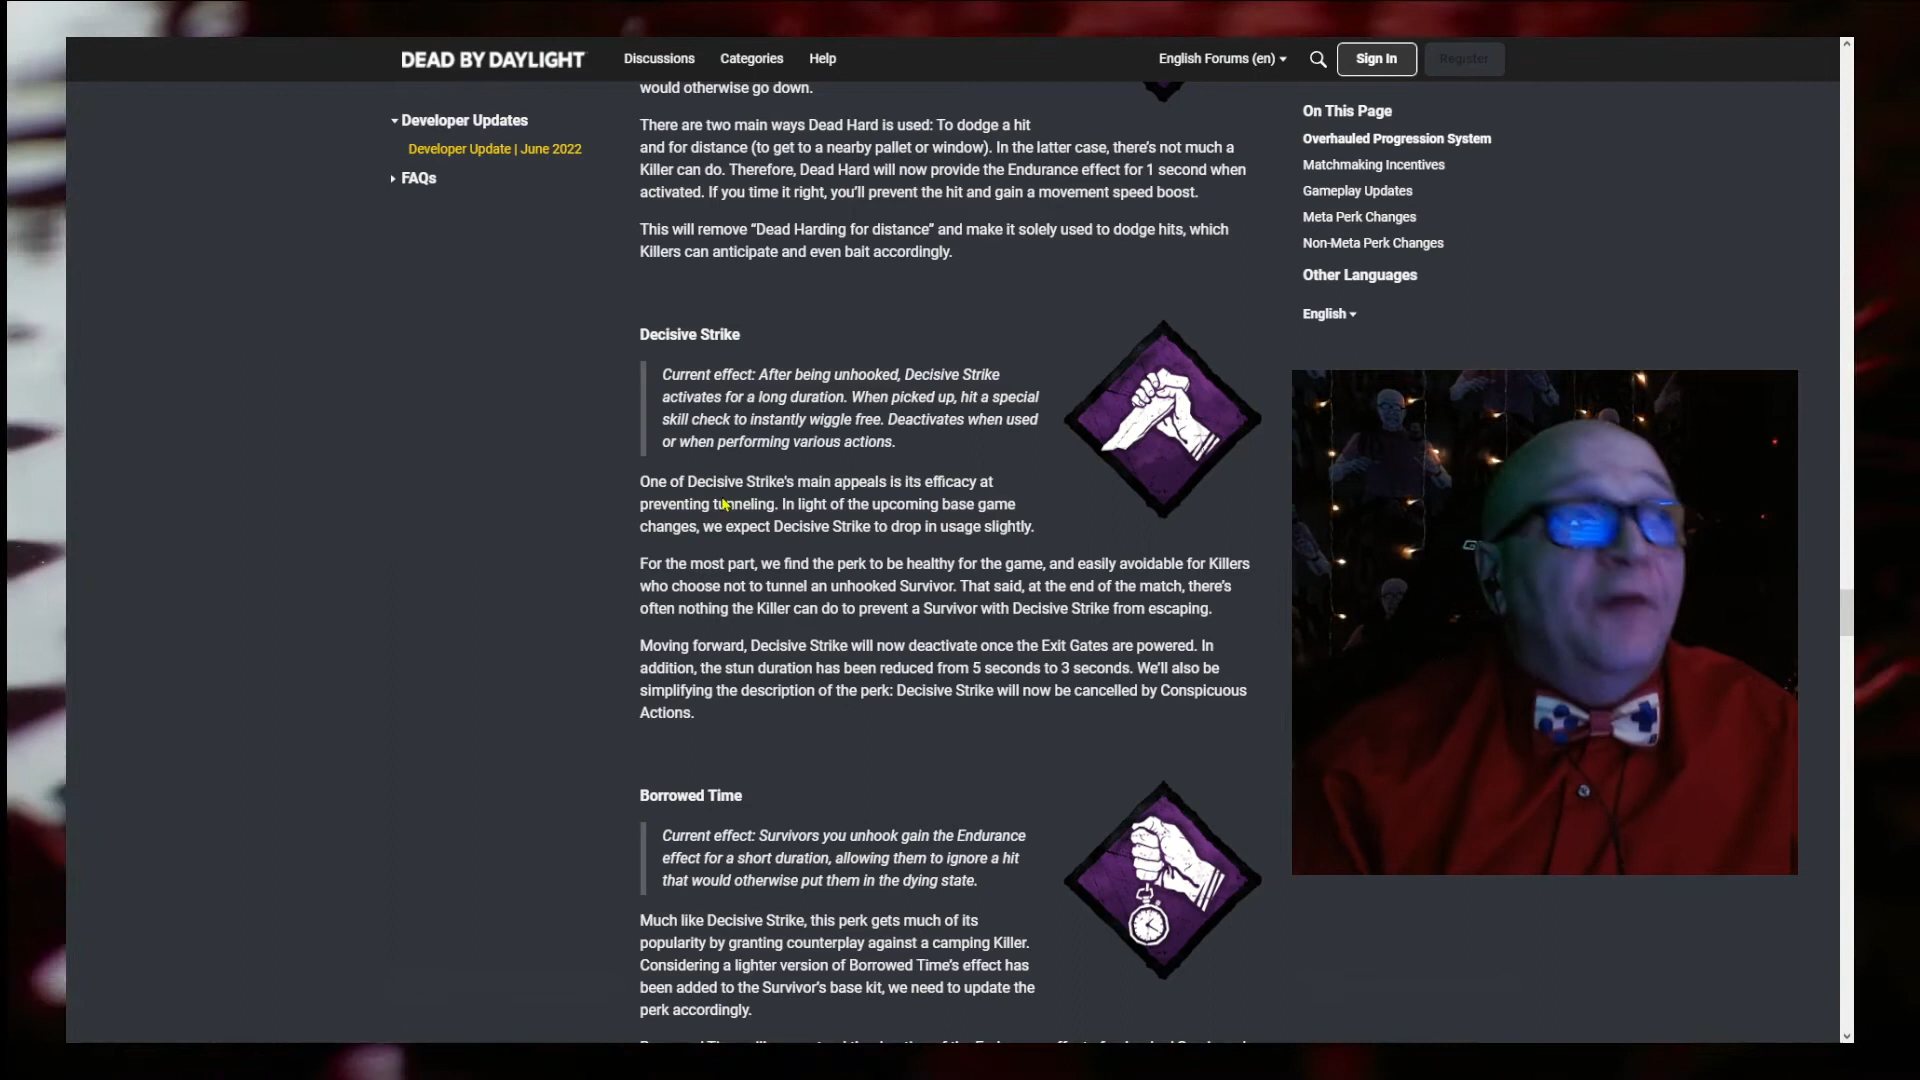 DEAD BY DAYLIGHT
Discussions
Categories
Help
English Forums (en)
Sign In
Register
Developer Updates
Developer Update | June 2022
FAQs
would otherwise go down.
There are two main ways Dead Hard is used: To dodge a hit
and for distance (to get to a nearby pallet or window). In the latter case, there's not much a
Killer can do. Therefore, Dead Hard will now provide the Endurance effect for 1 second when
activated. If you time it right, you'll prevent the hit and gain a movement speed boost.
This will remove “Dead Harding for distance” and make it solely used to dodge hits, which
Killers can anticipate and even bait accordingly.
Decisive Strike
Current effect: After being unhooked, Decisive Strike
activates for a long duration. When picked up, hit a special
skill check to instantly wiggle free. Deactivates when used
or when performing various actions.
One of Decisive Strike's main appeals is its efficacy at
preventing tunneling. In light of the upcoming base game
changes, we expect Decisive Strike to drop in usage slightly.
For the most part, we find the perk to be healthy for the game, and easily avoidable for Killers
who choose not to tunnel an unhooked Survivor. That said, at the end of the match, there's
often nothing the Killer can do to prevent a Survivor with Decisive Strike from escaping.
Moving forward, Decisive Strike will now deactivate once the Exit Gates are powered. In
addition, the stun duration has been reduced from 5 seconds to 3 seconds. We'll also be
simplifying the description of the perk: Decisive Strike will now be cancelled by Conspicuous
Actions.
Borrowed Time
Current effect: Survivors you unhook gain the Endurance
effect for a short duration, allowing them to ignore a hit
that would otherwise put them in the dying state.
Much like Decisive Strike, this perk gets much of its
popularity by granting counterplay against a camping Killer.
Considering a lighter version of Borrowed Time's effect has
been added to the Survivor's base kit, we need to update the
perk accordingly.
On This Page
Overhauled Progression System
Matchmaking Incentives
Gameplay Updates
Meta Perk Changes
Non-Meta Perk Changes
Other Languages
English